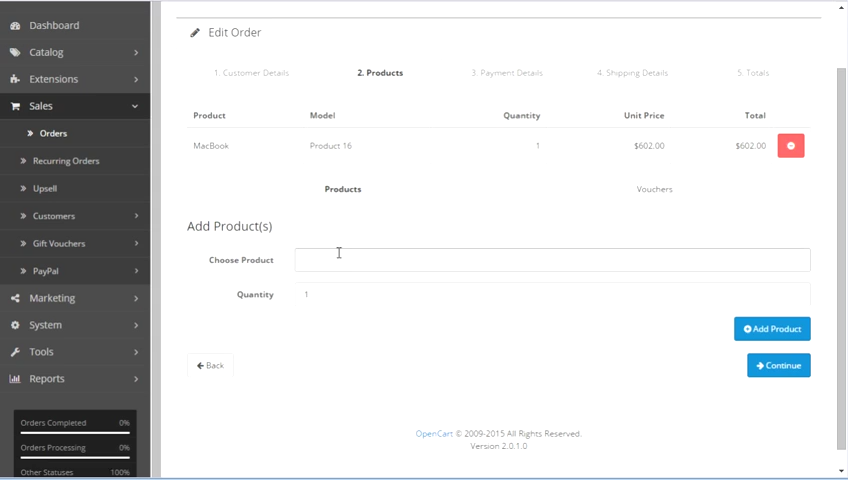 Dashboard
Catalog
Extensions
Sales
Orders
Recurring Orders
Upsell
Customers
Gift Vouchers
PayPal
Marketing
System
Tools
Reports
Orders Completed 0%
Orders Processing 0%
Other Statuses 100%
Edit Order
1. Customer Details 2. Products 3. Payment Details 4. Shipping Details 5. Totals
Product Model Quantity Unit Price Total
MacBook Product 16 1 $602.00 $602.00
Products Vouchers
Add Product(s)
Choose Product
Quantity 1
Add Product
Back Continue
OpenCart © 2009-2015 All Rights Reserved.
Version 2.0.1.0